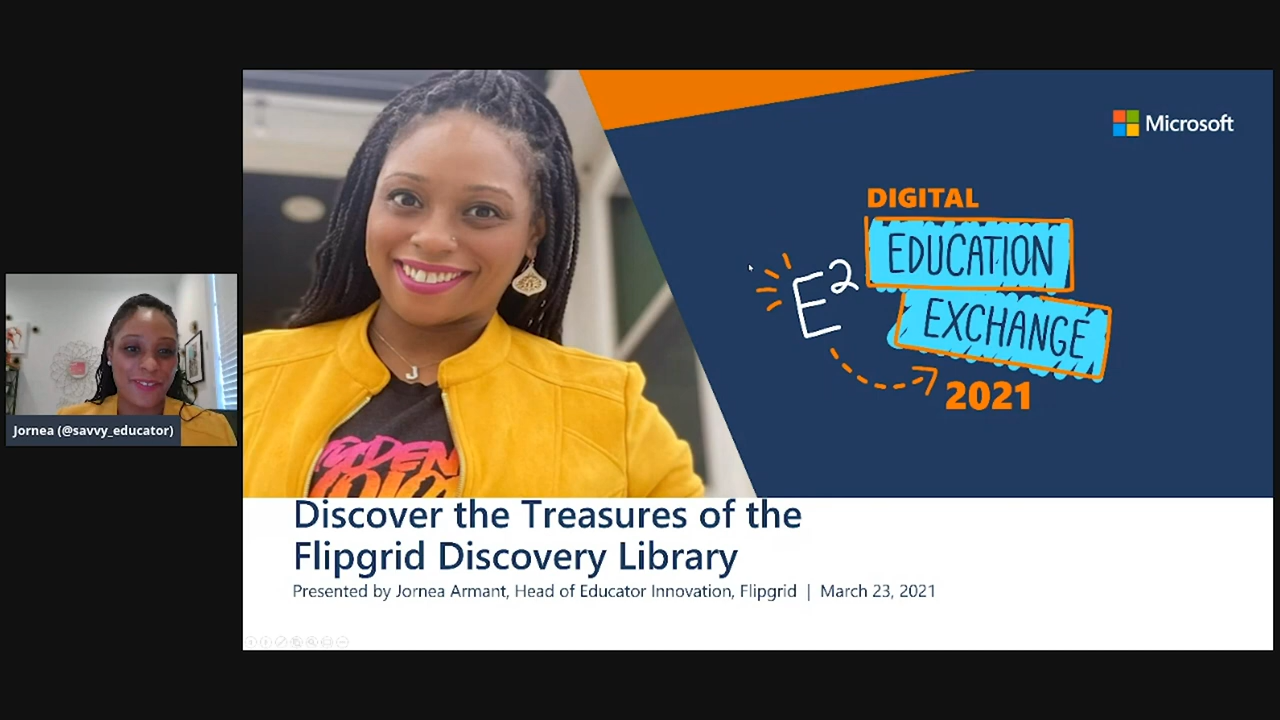 Microsoft
DIGITAL
EDUCATION
E² EXCHANGE
2021
J
Jornea (@savvy_educator)
Discover the Treasures of the
Flipgrid Discovery Library
Presented by Jornea Armant, Head of Educator Innovation, Flipgrid | March 23, 2021